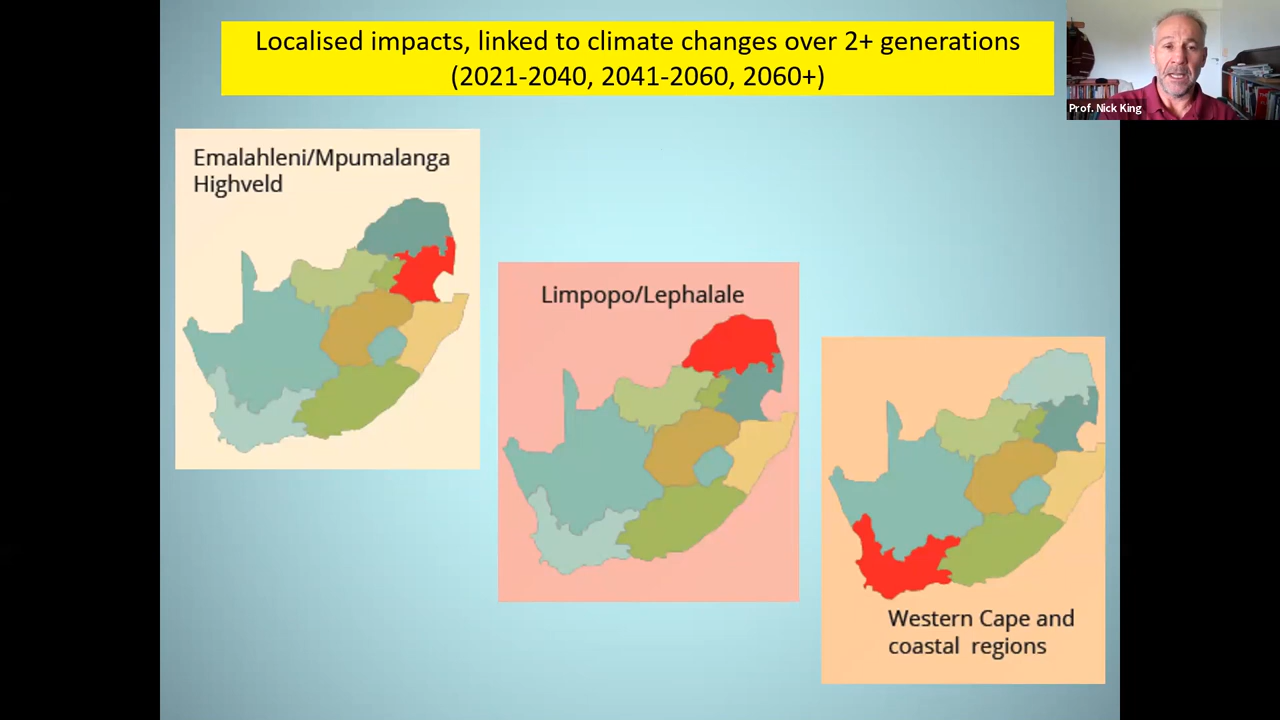 Localised impacts, linked to climate changes over 2+ generations
(2021-2040, 2041-2060, 2060+)
Prof. Nick King
Emalahleni/Mpumalanga
Highveld
Limpopo/Lephalale
Western Cape and
coastal regions